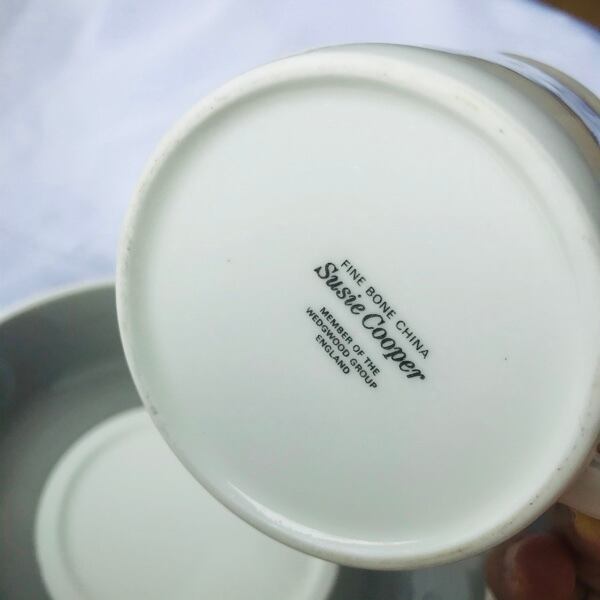 FINE BONE CHINA
Susie Cooper
MEMBER OF THE
WEDGWOOD GROUP
ENGLAND